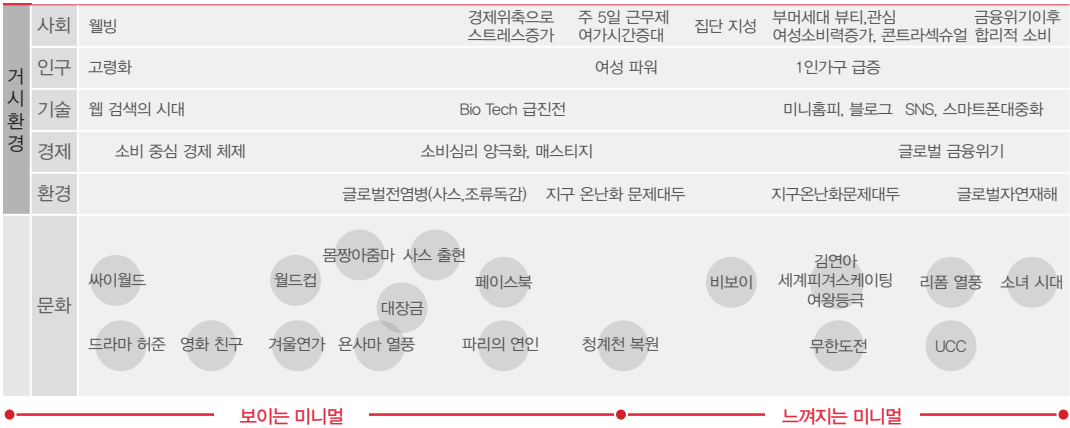 거시환경
사회
웰빙
경제위축으로
스트레스증가
주 5일 근무제
여가시간증대
집단 지성
부머세대 뷰티,관심
여성소비력증가, 콘트라섹슈얼
금융위기이후
합리적 소비
인구
고령화
여성 파워
1인가구 급증
기술
웹 검색의 시대
Bio Tech 급진전
미니홈피, 블로그
SNS, 스마트폰대중화
경제
소비 중심 경제 체제
소비심리 양극화, 매스티지
글로벌 금융위기
환경
글로벌전염병(사스,조류독감)
지구 온난화 문제대두
지구온난화문제대두
글로벌자연재해
문화
몸짱아줌마
사스 출현
싸이월드
월드컵
대장금
페이스북
비보이
김연아
세계피겨스케이팅
여왕등극
리폼 열풍
소녀 시대
드라마 허준
영화 친구
겨울연가
욘사마 열풍
파리의 연인
청계천 복원
무한도전
UCC
보이는 미니멀
느껴지는 미니멀